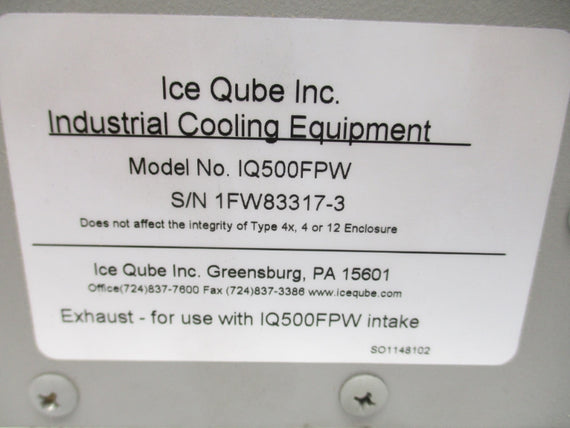 Ice Qube Inc.
Industrial Cooling Equipment
Model No. IQ500FPW
S/N 1FW83317-3
Does not affect the integrity of Type 4x, 4 or 12 Enclosure
Ice Qube Inc. Greensburg, PA 15601
Office(724)837-7600 Fax (724)837-3386 www.iceqube.com
Exhaust - for use with IQ500FPW intake
SO1148102